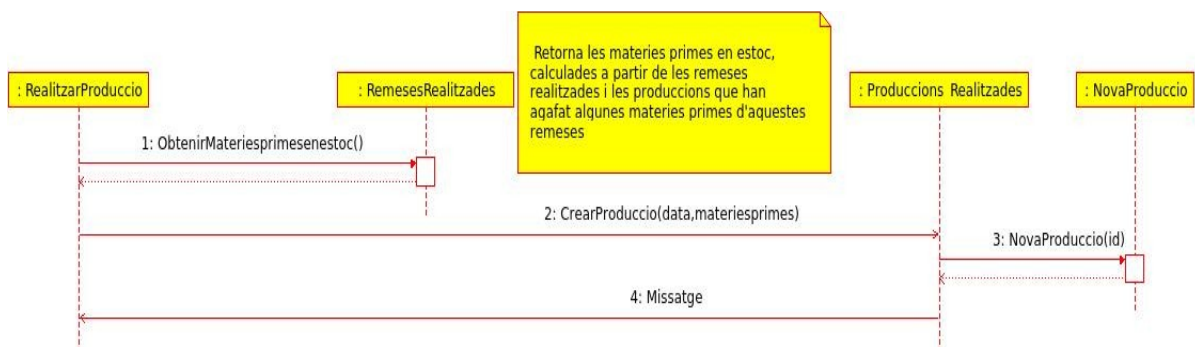 Retorna les materies primes en estoc,
calculades a partir de les remeses
realitzades i les produccions que han
agafat algunes materies primes d'aquestes
remeses
: RealitzarProduccio
: RemesesRealitzades
: Produccions Realitzades
: NovaProduccio
1: ObtenirMateriesprimesenestoc()
2: CrearProduccio(data,materiesprimes)
3: NovaProduccio(id)
4: Missatge